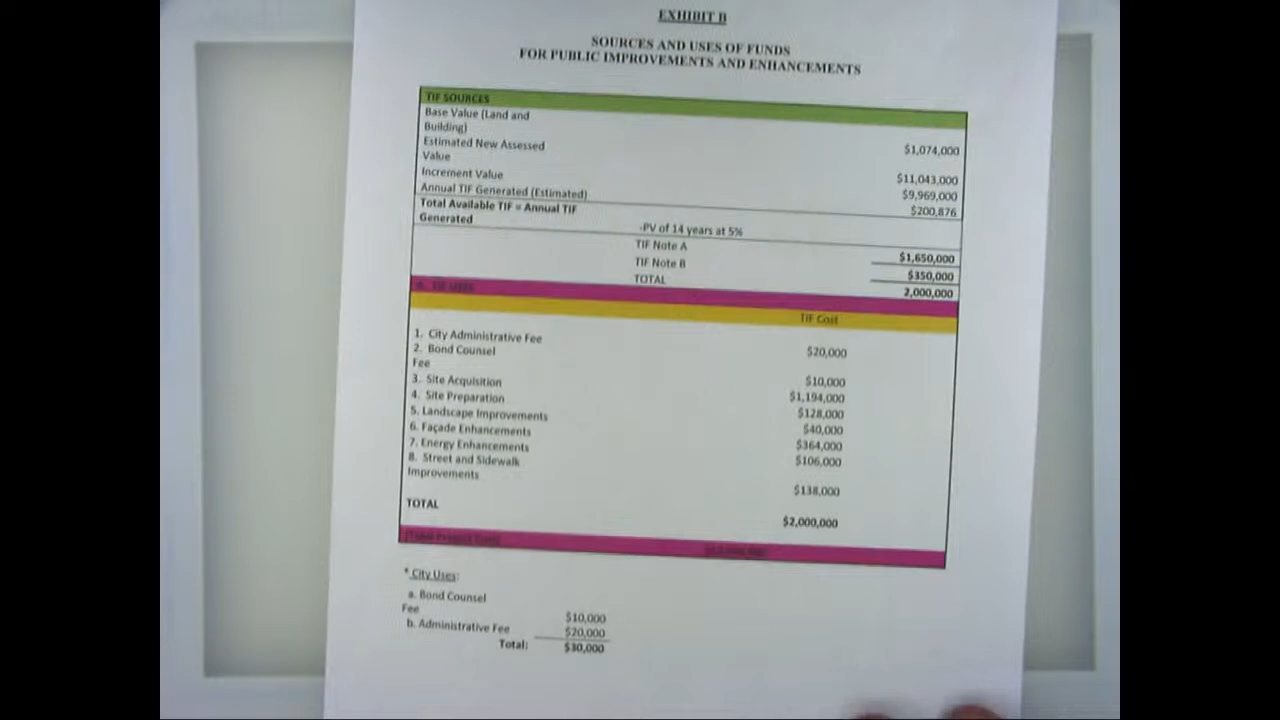 EXHIBIT B
SOURCES AND USES OF FUNDS
FOR PUBLIC IMPROVEMENTS AND ENHANCEMENTS
TIF SOURCES
Base Value (Land and
Building) $1,074,000
Estimated New Assessed
Value $11,043,000
Increment Value $9,969,000
Annual TIF Generated (Estimated) $200,876
Total Available TIF = Annual TIF
Generated -PV of 14 years at 5%
TIF Note A $1,650,000
TIF Note B $350,000
TOTAL 2,000,000
TIF USES
TIF Cost
1. City Administrative Fee $20,000
2. Bond Counsel
Fee $10,000
3. Site Acquisition $1,194,000
4. Site Preparation $128,000
5. Landscape Improvements $40,000
6. Façade Enhancements $364,000
7. Energy Enhancements $106,000
8. Street and Sidewalk
Improvements $138,000
TOTAL $2,000,000
Total Project Costs
* City Uses:
a. Bond Counsel
Fee $10,000
b. Administrative Fee $20,000
Total: $30,000